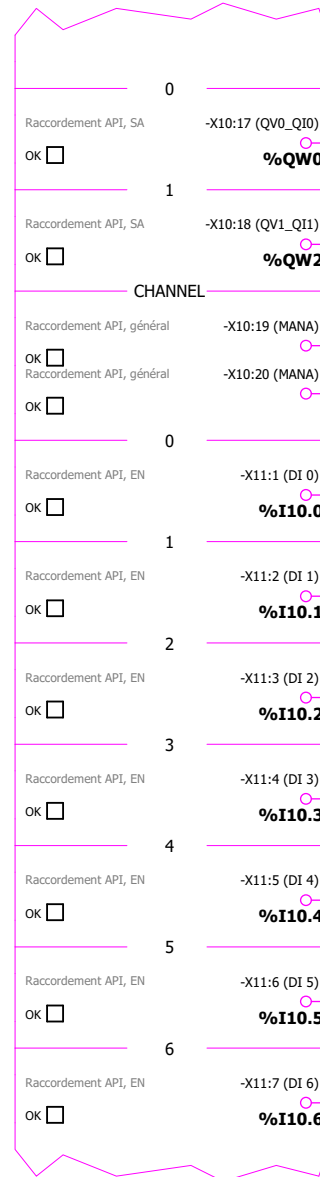 0
Raccordement API, SA -X10:17 (QV0_QI0)
OK %QW0
1
Raccordement API, SA -X10:18 (QV1_QI1)
OK %QW2
CHANNEL
Raccordement API, général -X10:19 (MANA)
OK
Raccordement API, général -X10:20 (MANA)
OK
0
Raccordement API, EN -X11:1 (DI 0)
OK %I10.0
1
Raccordement API, EN -X11:2 (DI 1)
OK %I10.1
2
Raccordement API, EN -X11:3 (DI 2)
OK %I10.2
3
Raccordement API, EN -X11:4 (DI 3)
OK %I10.3
4
Raccordement API, EN -X11:5 (DI 4)
OK %I10.4
5
Raccordement API, EN -X11:6 (DI 5)
OK %I10.5
6
Raccordement API, EN -X11:7 (DI 6)
OK %I10.6